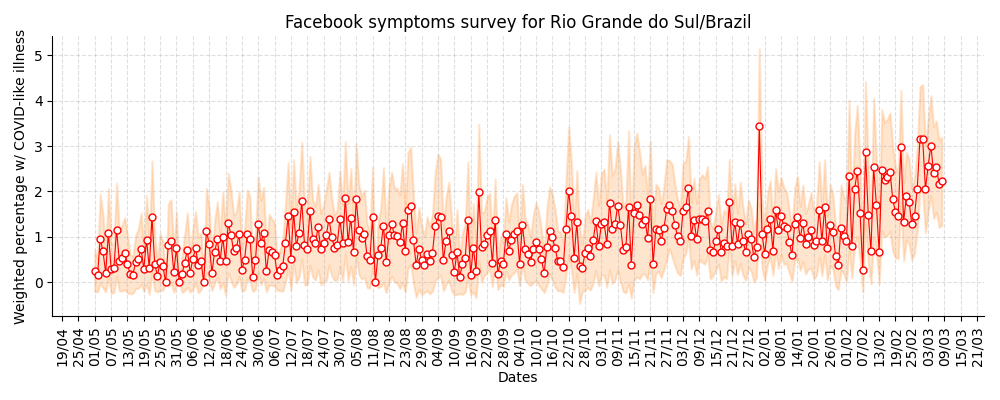 Facebook symptoms survey for Rio Grande do Sul/Brazil
Weighted percentage w/ COVID-like illness
5
4
3
2
1
0
19/04 25/04 01/05 07/05 13/05 19/05 25/05 31/05 06/06 12/06 18/06 24/06 30/06 06/07 12/07 18/07 24/07 30/07 05/08 11/08 17/08 23/08 29/08 04/09 10/09 16/09 22/09 28/09 04/10 10/10 16/10 22/10 28/10 03/11 09/11 15/11 21/11 27/11 03/12 09/12 15/12 21/12 27/12 02/01 08/01 14/01 20/01 26/01 01/02 07/02 13/02 19/02 25/02 03/03 09/03 15/03 21/03
Dates